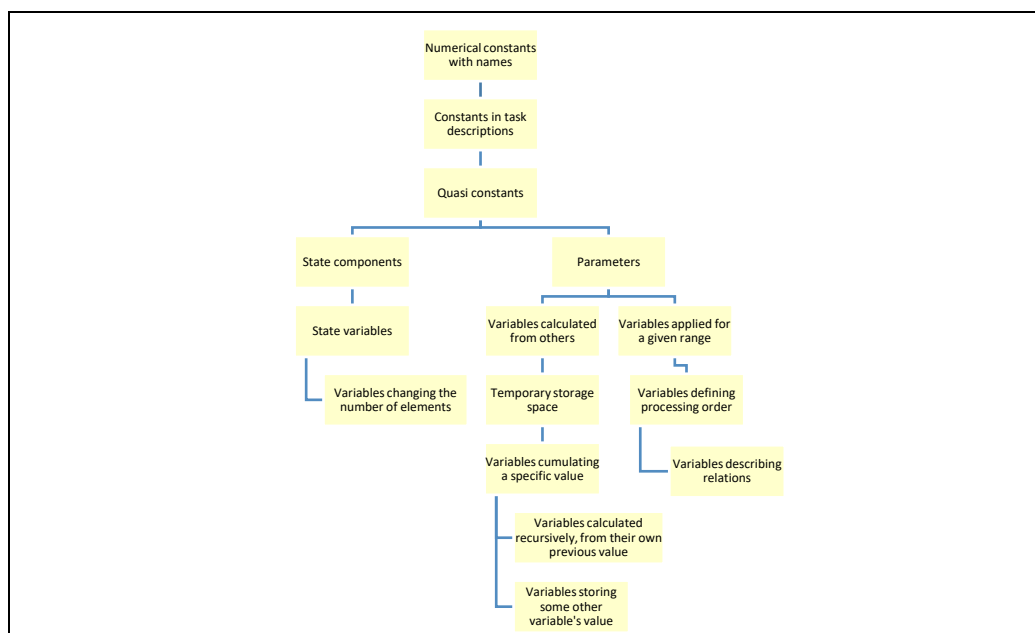 Numerical constants
with names
Constants in task
descriptions
Quasi constants
State components
Parameters
State variables
Variables calculated
from others
Variables applied for
a given range
Variables changing the
number of elements
Temporary storage
space
Variables defining
processing order
Variables cumulating
a specific value
Variables describing
relations
Variables calculated
recursively, from their own
previous value
Variables storing
some other
variable's value